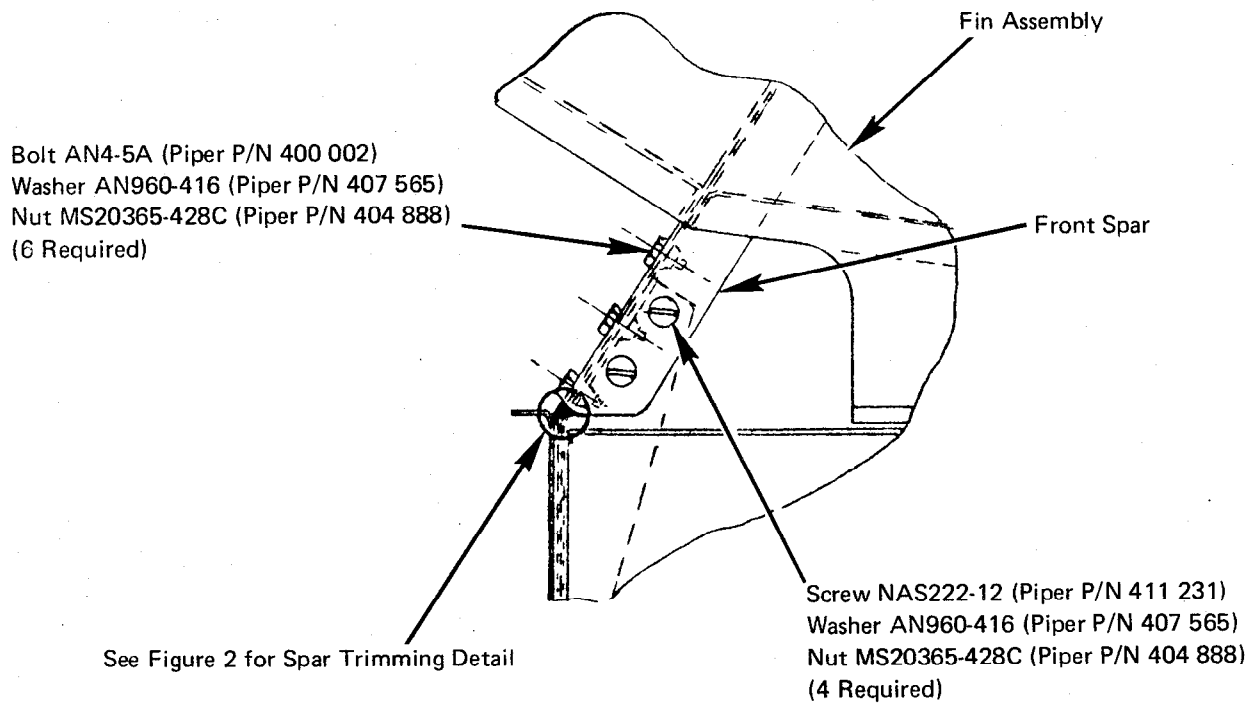 Fin Assembly
Bolt AN4-5A (Piper P/N 400 002)
Washer AN960-416 (Piper P/N 407 565)
Nut MS20365-428C (Piper P/N 404 888)
(6 Required)
Front Spar
See Figure 2 for Spar Trimming Detail
Screw NAS222-12 (Piper P/N 411 231)
Washer AN960-416 (Piper P/N 407 565)
Nut MS20365-428C (Piper P/N 404 888)
(4 Required)